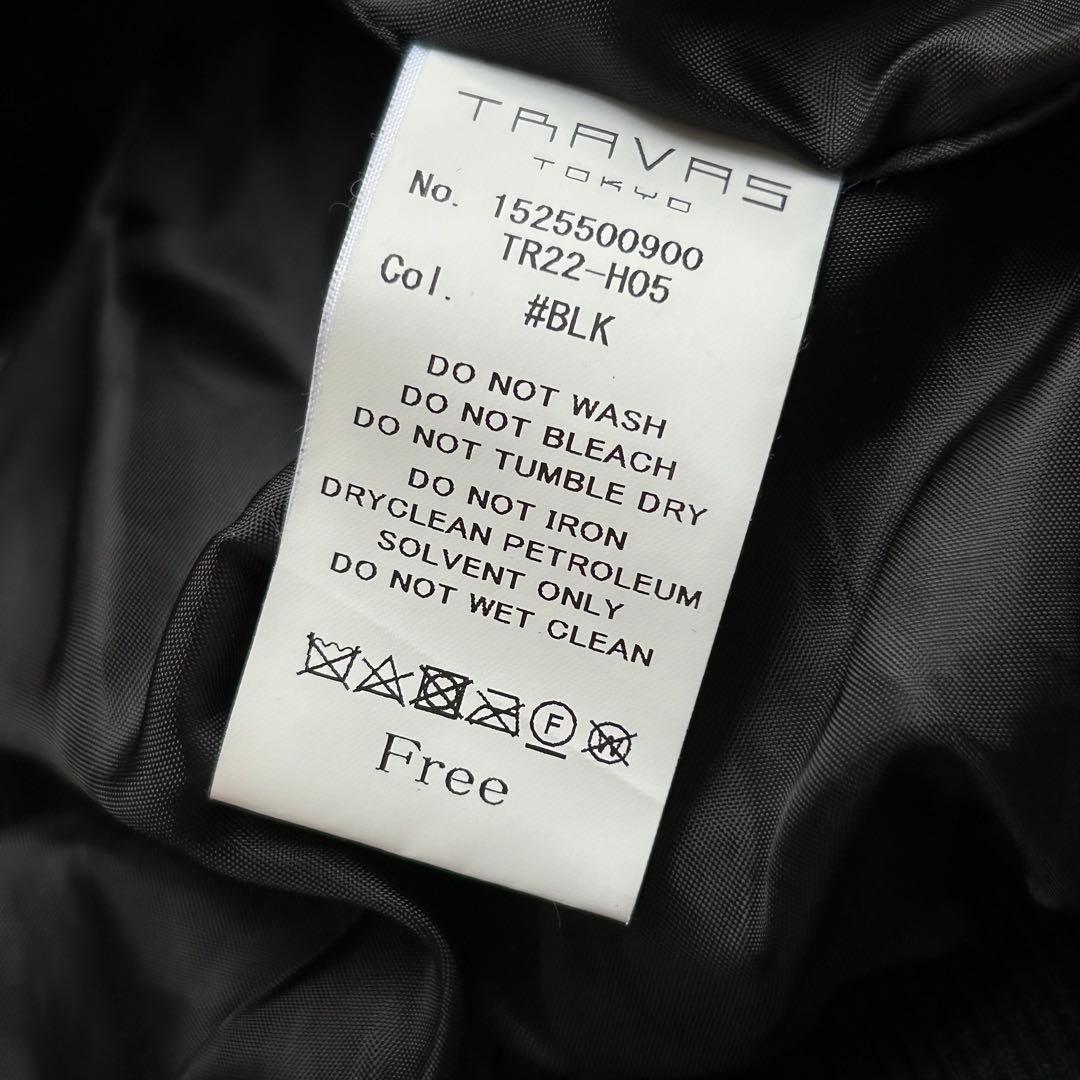 TRAVAS
TOKYO
No. 1525500900
TR22-H05
Col. #BLK
DO NOT WASH
DO NOT BLEACH
DO NOT TUMBLE DRY
DO NOT IRON
DRYCLEAN PETROLEUM
SOLVENT ONLY
DO NOT WET CLEAN
F W
Free